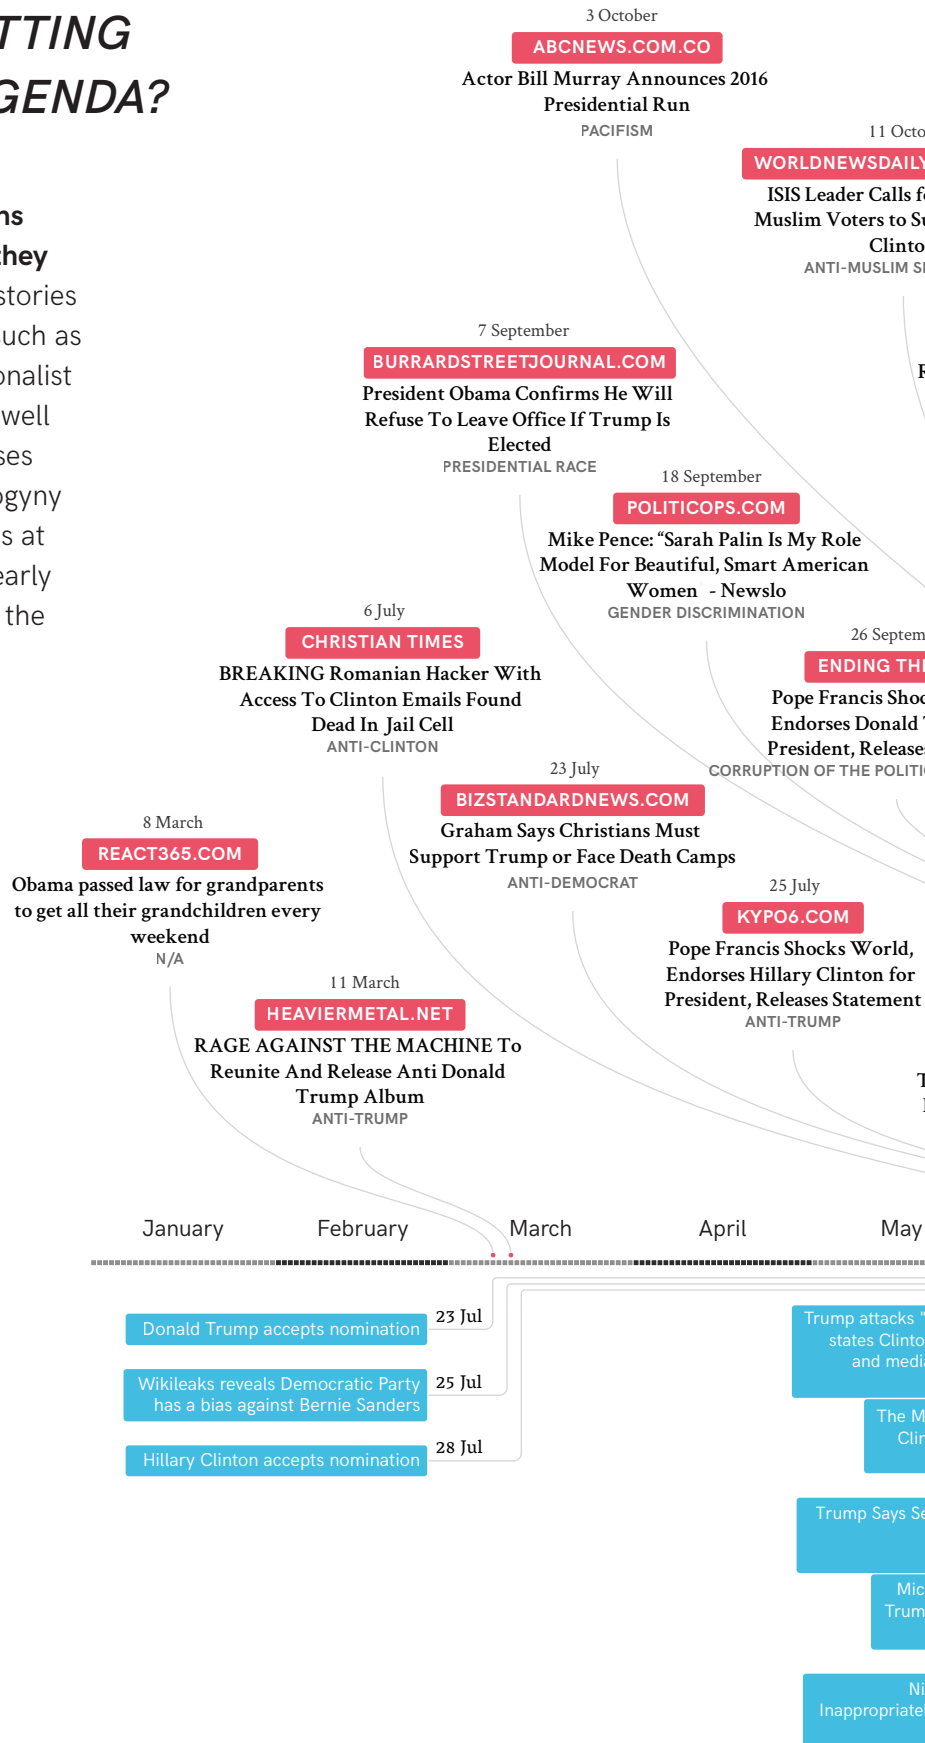 TTING
GENDA?
ns
they
stories
such as
onalist
well
ses
ogyny
s at
early
the
3 October
ABCNEWS.COM.CO
Actor Bill Murray Announces 2016
Presidential Run
PACIFISM
11 Octo
WORLDNEWSDAILY
ISIS Leader Calls f
Muslim Voters to Su
Clinto
ANTI-MUSLIM S
7 September
BURRARDSTREETJOURNAL.COM
President Obama Confirms He Will
Refuse To Leave Office If Trump Is
Elected
PRESIDENTIAL RACE
R
18 September
POLITICOPS.COM
Mike Pence: “Sarah Palin Is My Role
Model For Beautiful, Smart American
Women - Newslo
GENDER DISCRIMINATION
6 July
CHRISTIAN TIMES
BREAKING Romanian Hacker With
Access To Clinton Emails Found
Dead In Jail Cell
ANTI-CLINTON
26 Septem
ENDING TH
Pope Francis Shoc
Endorses Donald
President, Release
CORRUPTION OF THE POLITI
23 July
BIZSTANDARDNEWS.COM
Graham Says Christians Must
Support Trump or Face Death Camps
ANTI-DEMOCRAT
8 March
REACT365.COM
Obama passed law for grandparents
to get all their grandchildren every
weekend
N/A
25 July
KYPO6.COM
Pope Francis Shocks World,
Endorses Hillary Clinton for
President, Releases Statement
ANTI-TRUMP
11 March
HEAVIERMETAL.NET
RAGE AGAINST THE MACHINE To
Reunite And Release Anti Donald
Trump Album
ANTI-TRUMP
T
January February March April May
23 Jul
Donald Trump accepts nomination
25 Jul
Wikileaks reveals Democratic Party
has a bias against Bernie Sanders
28 Jul
Hillary Clinton accepts nomination
Trump attacks "
states Clinto
and media
The M
Clin
Trump Says Se
Mic
Trum
Ni
Inappropriatel